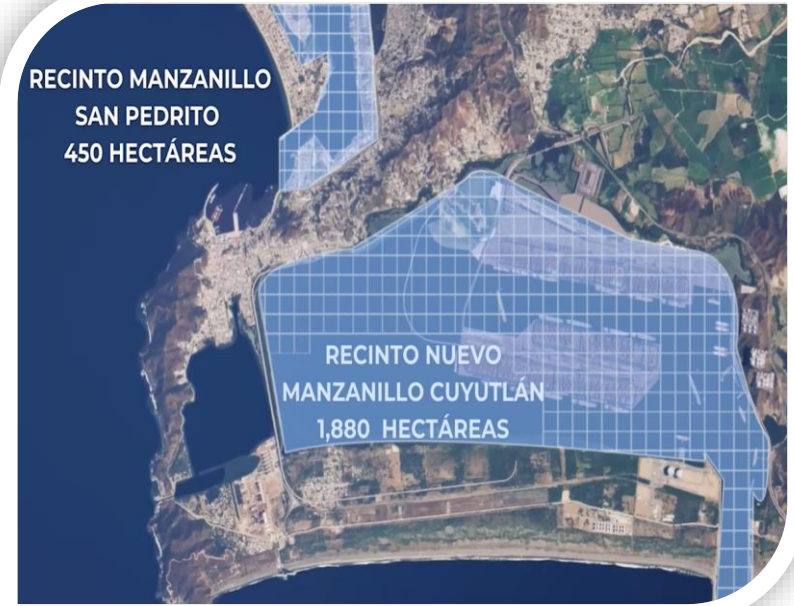 RECINTO MANZANILLO
SAN PEDRITO
450 HECTÁREAS
RECINTO NUEVO
MANZANILLO CUYUTLÁN
1,880 HECTÁREAS